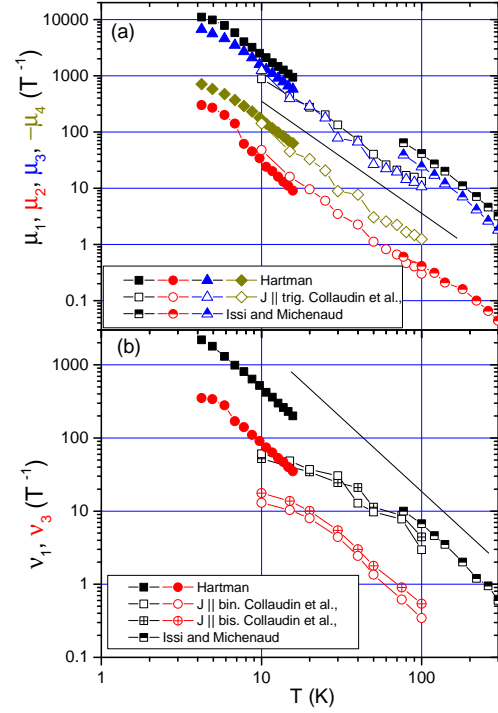 (a)
10000
1000
100
10
1
0.1
μ₁, μ₂, μ₃, −μ₄ (T⁻¹)
Hartman
J || trig. Collaudin et al.,
Issi and Michenaud
(b)
1000
100
10
1
0.1
ν₁, ν₃ (T⁻¹)
Hartman
J || bin. Collaudin et al.,
J || bis. Collaudin et al.,
Issi and Michenaud
10
100
T (K)